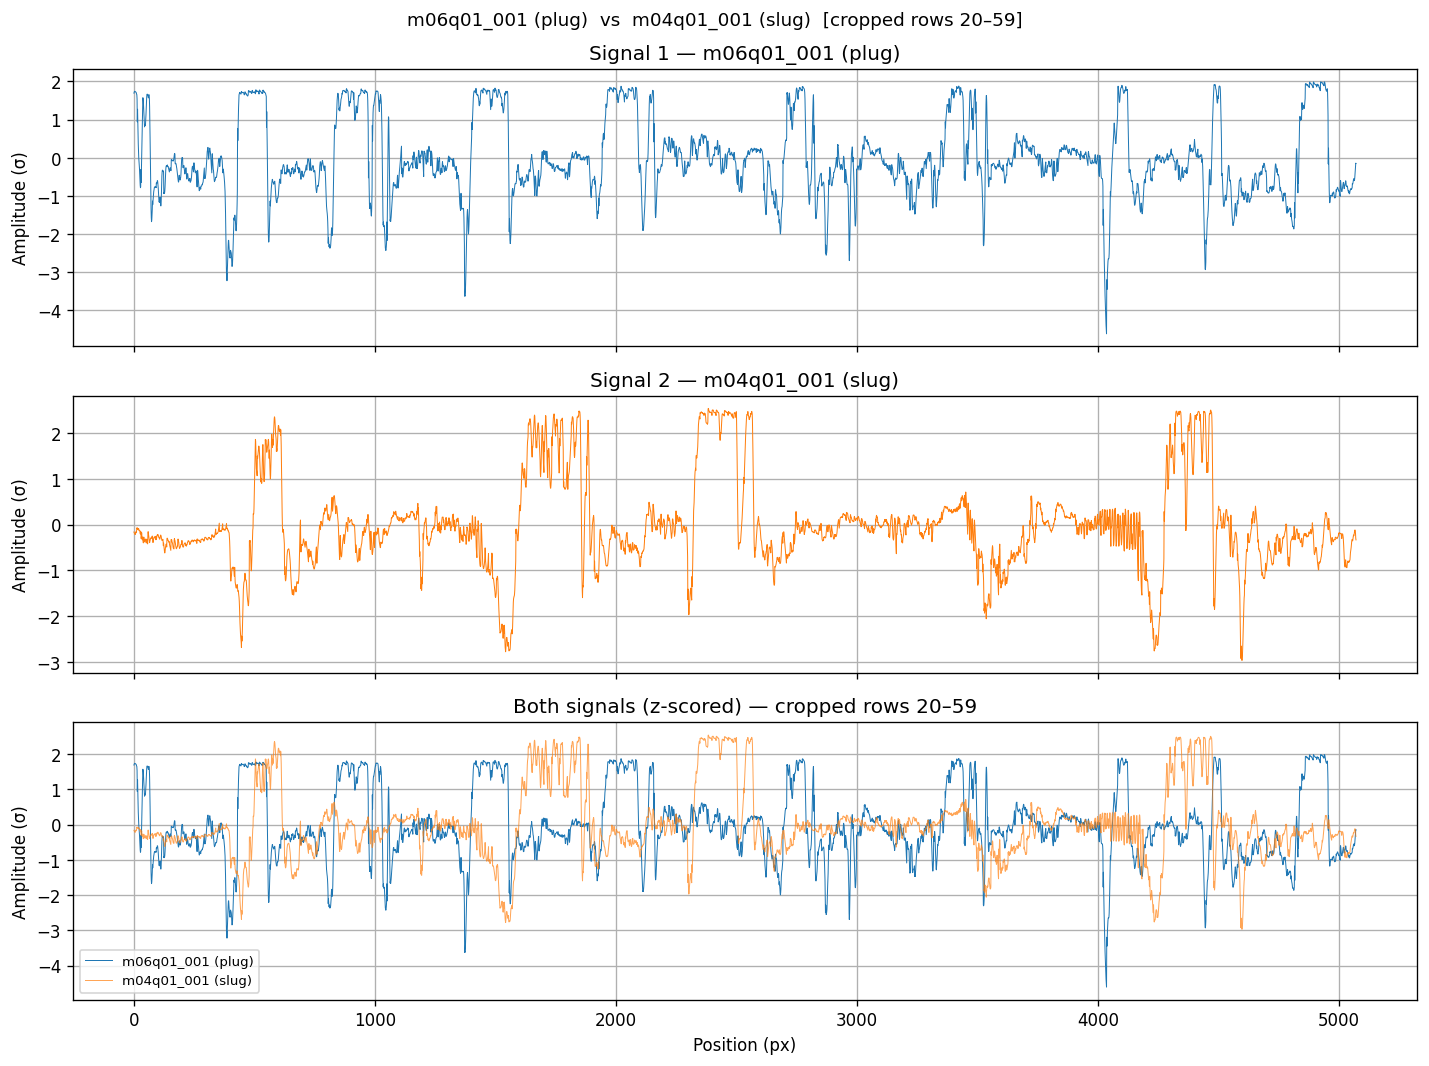 m06q01_001 (plug)  vs  m04q01_001 (slug)  [cropped rows 20–59]
Signal 1 — m06q01_001 (plug)
2
1
0
−1
−2
−3
−4
Amplitude (σ)
Signal 2 — m04q01_001 (slug)
2
1
0
−1
−2
−3
Amplitude (σ)
Both signals (z-scored) — cropped rows 20–59
2
1
0
−1
−2
−3
−4
Amplitude (σ)
m06q01_001 (plug)
m04q01_001 (slug)
0 1000 2000 3000 4000 5000
Position (px)